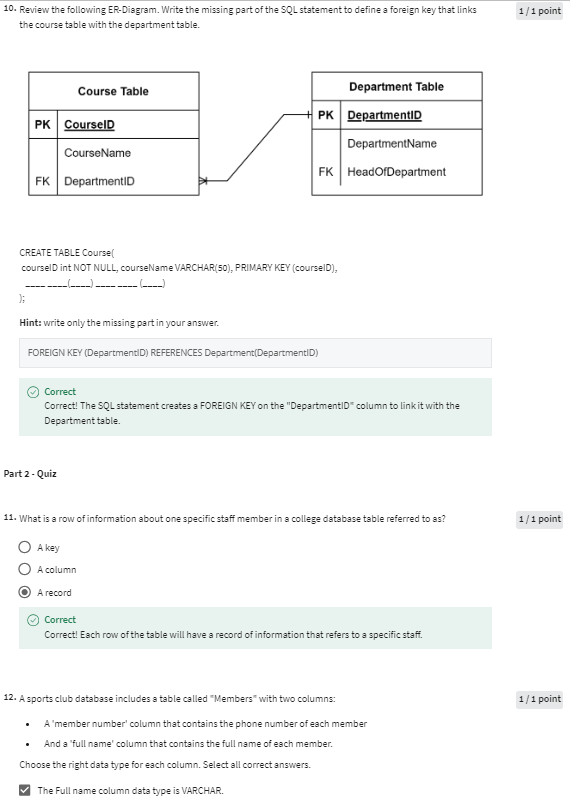 10. Review the following ER-Diagram. Write the missing part of the SQL statement to define a foreign key that links
1 / 1 point
the course table with the department table.
Course Table
PK CourseID
CourseName
FK DepartmentID
Department Table
PK DepartmentID
DepartmentName
FK HeadOfDepartment
CREATE TABLE Course(
courseID int NOT NULL, courseName VARCHAR(50), PRIMARY KEY (courseID),
____ ____(____) ____ ____ (____)
);
Hint: write only the missing part in your answer.
FOREIGN KEY (DepartmentID) REFERENCES Department(DepartmentID)
Correct
Correct! The SQL statement creates a FOREIGN KEY on the "DepartmentID" column to link it with the
Department table.
Part 2 - Quiz
11. What is a row of information about one specific staff member in a college database table referred to as?
1 / 1 point
A key
A column
A record
Correct
Correct! Each row of the table will have a record of information that refers to a specific staff.
12. A sports club database includes a table called "Members" with two columns:
1 / 1 point
• A 'member number' column that contains the phone number of each member
• And a 'full name' column that contains the full name of each member.
Choose the right data type for each column. Select all correct answers.
The Full name column data type is VARCHAR.